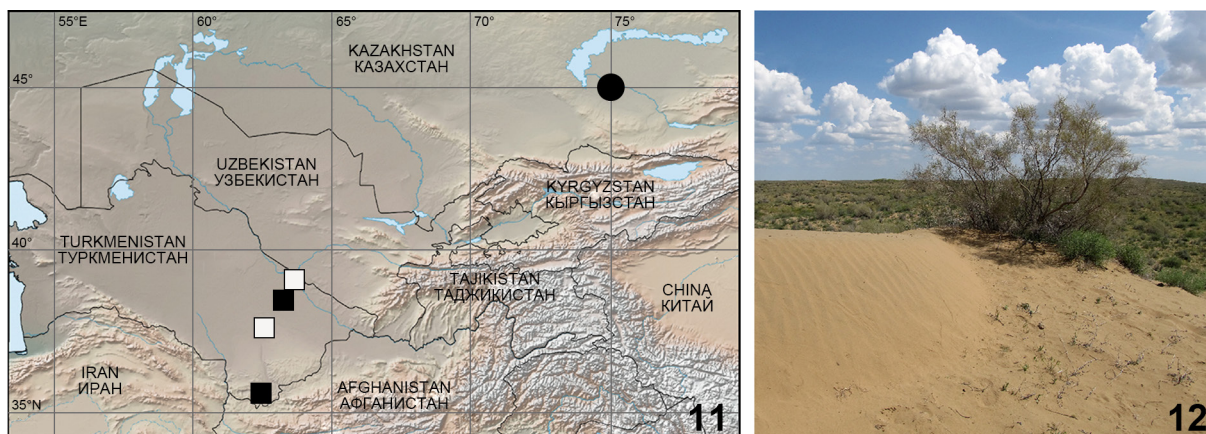 55°E 60° 65° 70° 75°
KAZAKHSTAN
КАЗАХСТАН
45°
UZBEKISTAN
УЗБЕКИСТАН
KYRGYZSTAN
КЫРГЫЗСТАН
40°
TURKMENISTAN
ТУРКМЕНИСТАН
TAJIKISTAN
ТАДЖИКИСТАН
CHINA
КИТАЙ
IRAN
ИРАН
AFGHANISTAN
АФГАНИСТАН
35°N
11
12